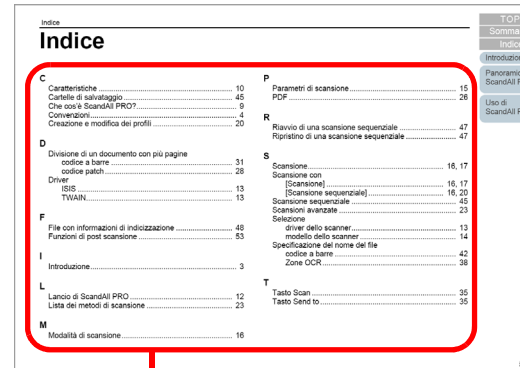 Indice
Indice
C
Caratteristiche 10
Cartelle di salvataggio 45
Che cos'è ScandAll PRO? 9
Convenzioni 4
Creazione e modifica dei profili 20
D
Divisione di un documento con più pagine
codice a barre 31
codice patch 28
Driver
ISIS 13
TWAIN 13
F
File con informazioni di indicizzazione 48
Funzioni di post scansione 53
I
Introduzione 3
L
Lancio di ScandAll PRO 12
Lista dei metodi di scansione 23
M
Modalità di scansione 16
P
Parametri di scansione 15
PDF 26
R
Riavvio di una scansione sequenziale 47
Ripristino di una scansione sequenziale 47
S
Scansione 16, 17
Scansione con
[Scansione] 16, 17
[Scansione sequenziale] 16, 20
Scansione sequenziale 45
Scansioni avanzate 23
Selezione
driver dello scanner 13
modello dello scanner 14
Specificazione del nome del file
codice a barre 42
Zone OCR 38
T
Tasto Scan 35
Tasto Send to 35
TOP
Somma
Indice
Introduzion
Panoramic
ScandAll P
Uso di
ScandAll P